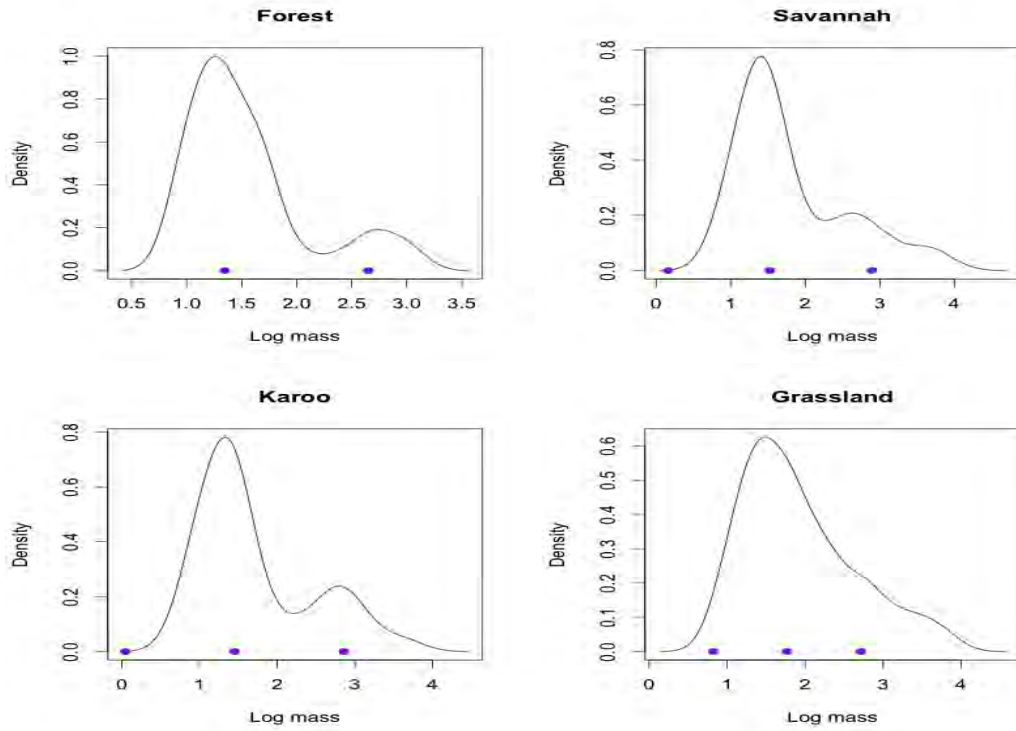 Forest
Density
0.0 0.2 0.4 0.6 0.8 1.0
0.5 1.0 1.5 2.0 2.5 3.0 3.5
Log mass
Savannah
Density
0.0 0.2 0.4 0.6 0.8
0 1 2 3 4
Log mass
Karoo
Density
0.0 0.2 0.4 0.6 0.8
0 1 2 3 4
Log mass
Grassland
Density
0.0 0.1 0.2 0.3 0.4 0.5 0.6
0 1 2 3 4
Log mass